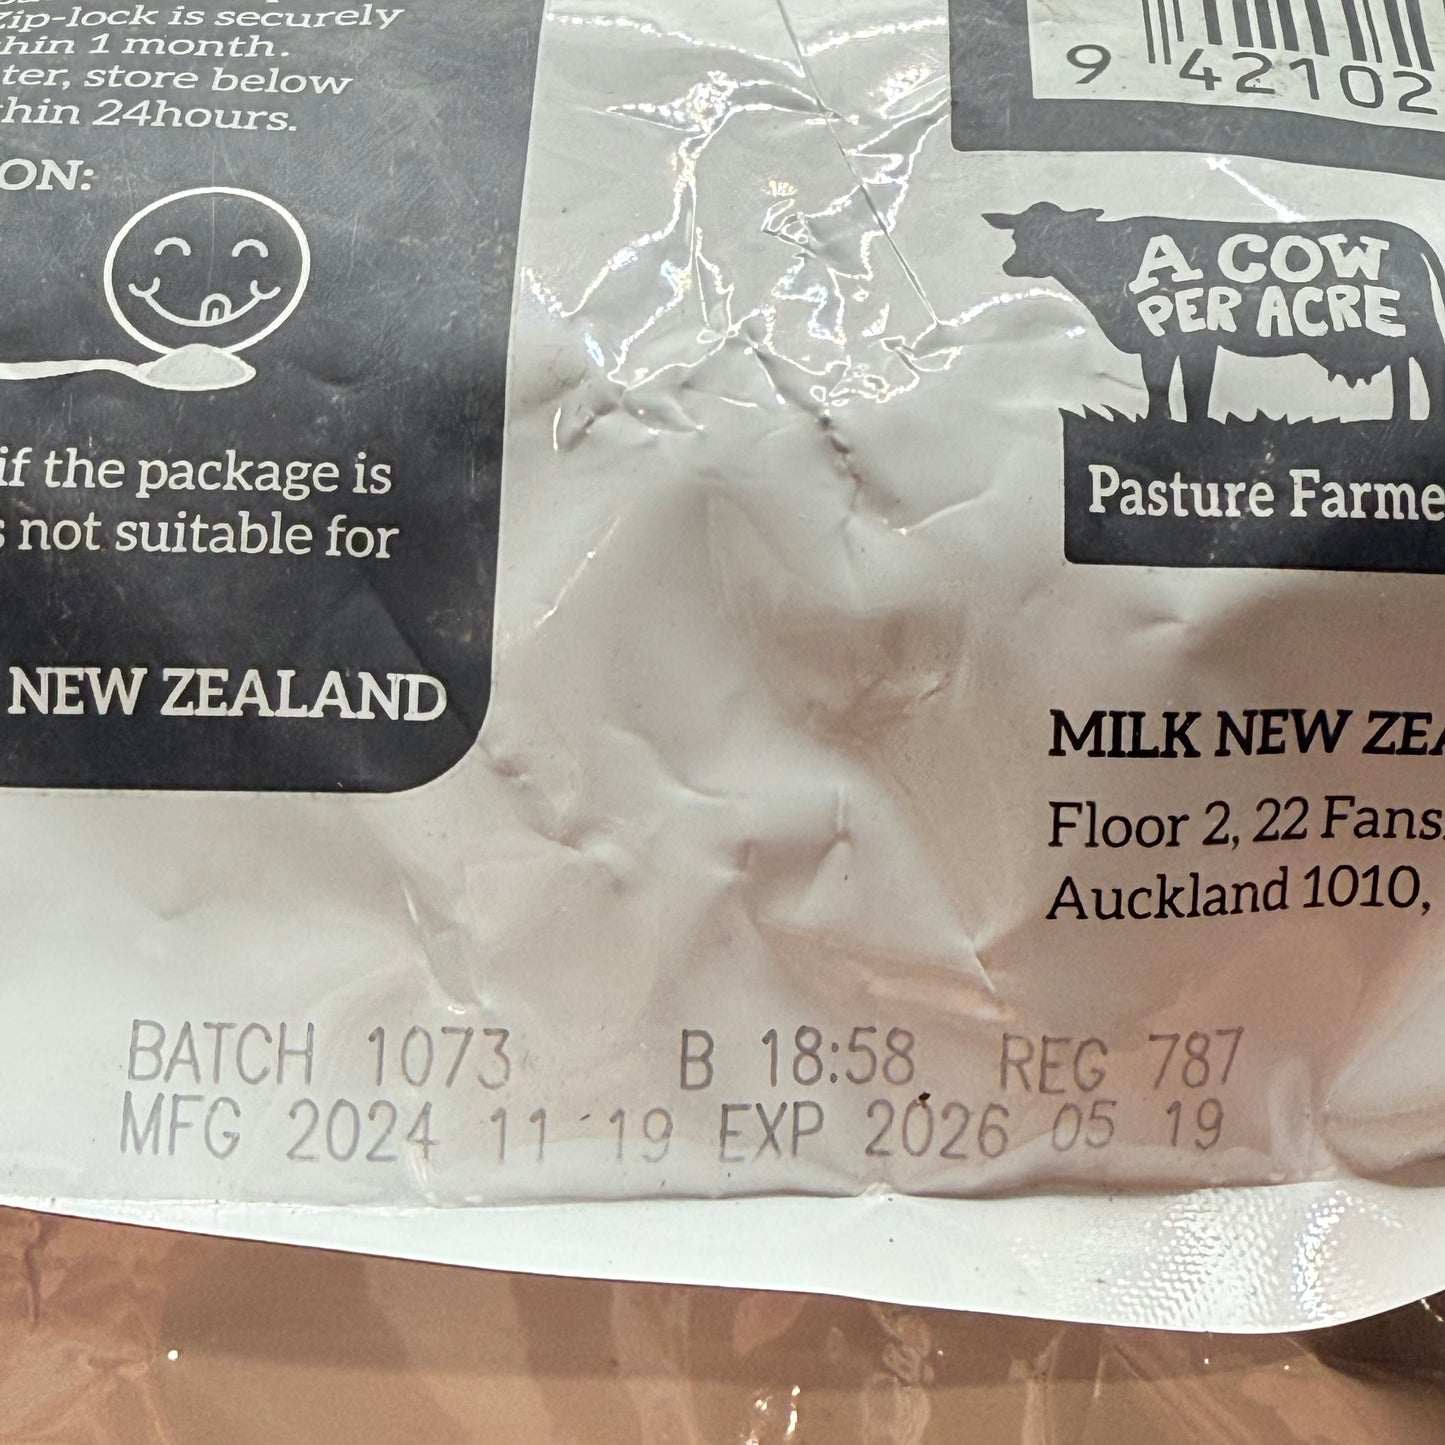 Zip-lock is securely
hin 1 month.
ter, store below
hin 24hours.
ON:
if the package is
s not suitable for
NEW ZEALAND
9 42102
A COW
PER ACRE
Pasture Farme
MILK NEW ZEA
Floor 2, 22 Fans
Auckland 1010,
BATCH 1073 B 18:58 REG 787
MFG 2024 11 19 EXP 2026 05 19